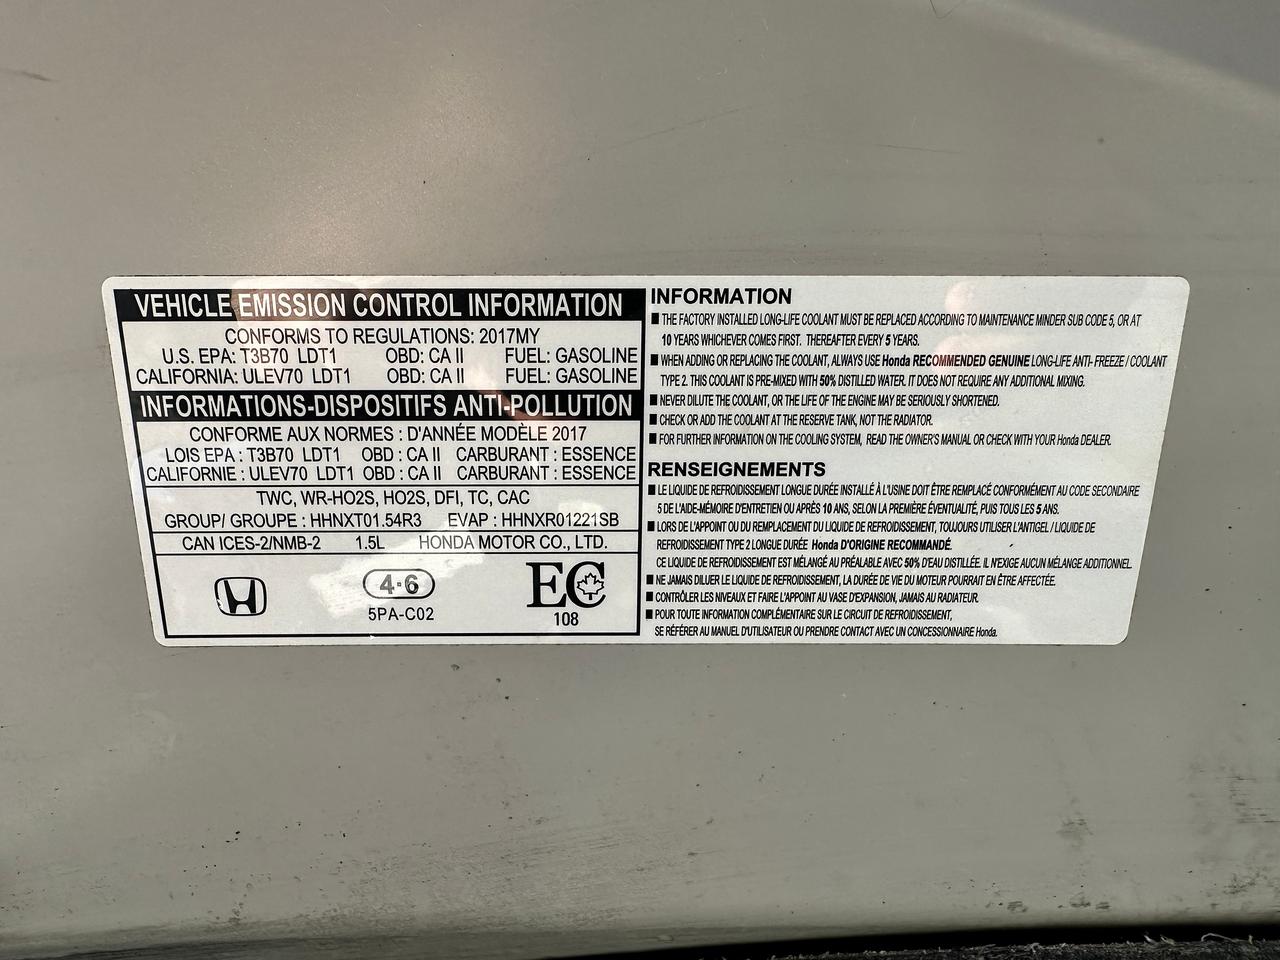 VEHICLE EMISSION CONTROL INFORMATION
CONFORMS TO REGULATIONS: 2017MY
U.S. EPA: T3B70 LDT1 OBD: CA II FUEL: GASOLINE
CALIFORNIA: ULEV70 LDT1 OBD: CA II FUEL: GASOLINE
INFORMATIONS-DISPOSITIFS ANTI-POLLUTION
CONFORME AUX NORMES : D'ANNÉE MODÈLE 2017
LOIS EPA : T3B70 LDT1 OBD : CA II CARBURANT : ESSENCE
CALIFORNIE : ULEV70 LDT1 OBD : CA II CARBURANT : ESSENCE
TWC, WR-HO2S, HO2S, DFI, TC, CAC
GROUP/ GROUPE : HHNXT01.54R3 EVAP : HHNXR01221SB
CAN ICES-2/NMB-2 1.5L HONDA MOTOR CO., LTD.
4·6
5PA-C02
EC
108
INFORMATION
■ THE FACTORY INSTALLED LONG-LIFE COOLANT MUST BE REPLACED ACCORDING TO MAINTENANCE MINDER SUB CODE 5, OR AT
10 YEARS WHICHEVER COMES FIRST. THEREAFTER EVERY 5 YEARS.
■ WHEN ADDING OR REPLACING THE COOLANT, ALWAYS USE Honda RECOMMENDED GENUINE LONG-LIFE ANTI- FREEZE / COOLANT
TYPE 2. THIS COOLANT IS PRE-MIXED WITH 50% DISTILLED WATER. IT DOES NOT REQUIRE ANY ADDITIONAL MIXING.
■ NEVER DILUTE THE COOLANT, OR THE LIFE OF THE ENGINE MAY BE SERIOUSLY SHORTENED.
■ CHECK OR ADD THE COOLANT AT THE RESERVE TANK, NOT THE RADIATOR.
■ FOR FURTHER INFORMATION ON THE COOLING SYSTEM, READ THE OWNER'S MANUAL OR CHECK WITH YOUR Honda DEALER.
RENSEIGNEMENTS
■ LE LIQUIDE DE REFROIDISSEMENT LONGUE DURÉE INSTALLÉ À L'USINE DOIT ÊTRE REMPLACÉ CONFORMÉMENT AU CODE SECONDAIRE
5 DE L'AIDE-MÉMOIRE D'ENTRETIEN OU APRÈS 10 ANS, SELON LA PREMIÈRE ÉVENTUALITÉ, PUIS TOUS LES 5 ANS.
■ LORS DE L'APPOINT OU DU REMPLACEMENT DU LIQUIDE DE REFROIDISSEMENT, TOUJOURS UTILISER L'ANTIGEL / LIQUIDE DE
REFROIDISSEMENT TYPE 2 LONGUE DURÉE Honda D'ORIGINE RECOMMANDÉ.
CE LIQUIDE DE REFROIDISSEMENT EST MÉLANGÉ AU PRÉALABLE AVEC 50% D'EAU DISTILLÉE. IL N'EXIGE AUCUN MÉLANGE ADDITIONNEL.
■ NE JAMAIS DILUER LE LIQUIDE DE REFROIDISSEMENT, LA DURÉE DE VIE DU MOTEUR POURRAIT EN ÊTRE AFFECTÉE.
■ CONTRÔLER LES NIVEAUX ET FAIRE L'APPOINT AU VASE D'EXPANSION, JAMAIS AU RADIATEUR.
■ POUR TOUTE INFORMATION COMPLÉMENTAIRE SUR LE CIRCUIT DE REFROIDISSEMENT,
SE RÉFÉRER AU MANUEL D'UTILISATEUR OU PRENDRE CONTACT AVEC UN CONCESSIONNAIRE Honda.